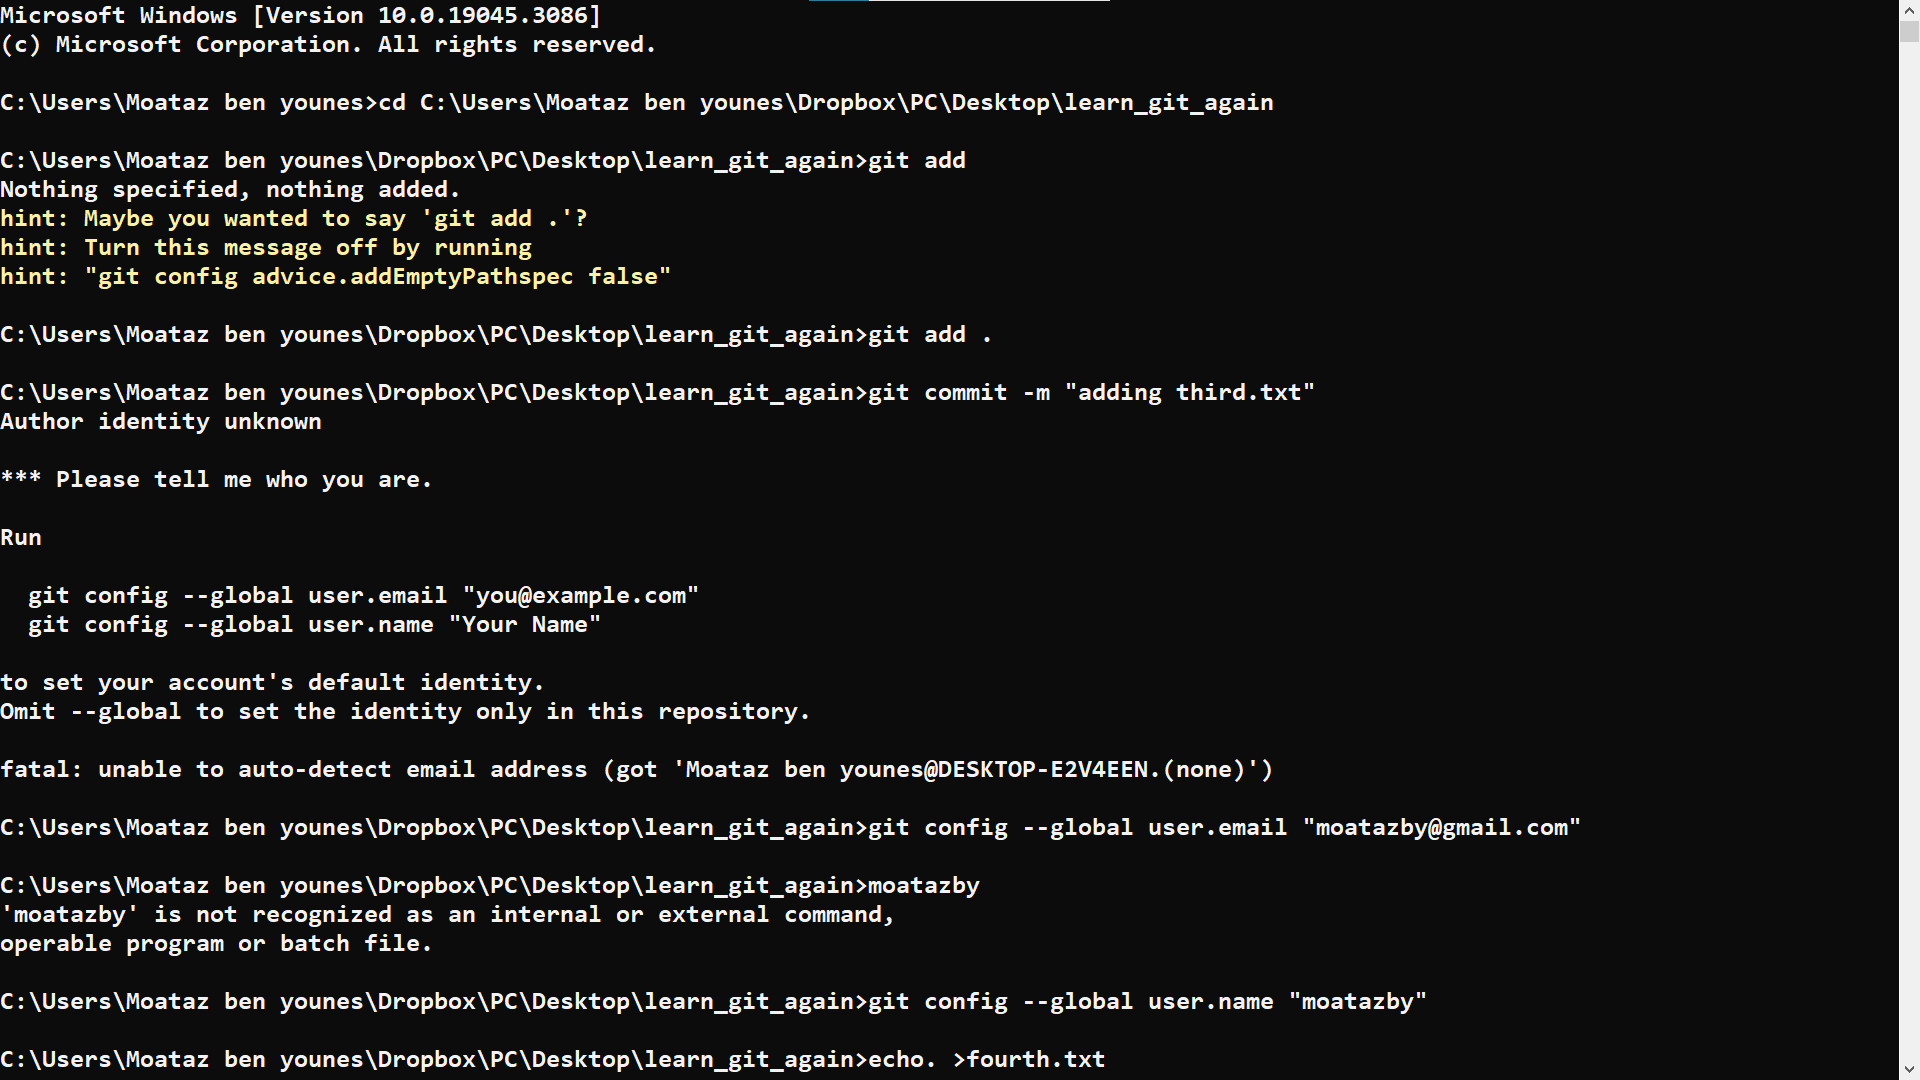 Microsoft Windows [Version 10.0.19045.3086]
(c) Microsoft Corporation. All rights reserved.
C:\Users\Moataz ben younes>cd C:\Users\Moataz ben younes\Dropbox\PC\Desktop\learn_git_again
C:\Users\Moataz ben younes\Dropbox\PC\Desktop\learn_git_again>git add
Nothing specified, nothing added.
hint: Maybe you wanted to say 'git add .'?
hint: Turn this message off by running
hint: "git config advice.addEmptyPathspec false"
C:\Users\Moataz ben younes\Dropbox\PC\Desktop\learn_git_again>git add .
C:\Users\Moataz ben younes\Dropbox\PC\Desktop\learn_git_again>git commit -m "adding third.txt"
Author identity unknown
*** Please tell me who you are.
Run
  git config --global user.email "you@example.com"
  git config --global user.name "Your Name"
to set your account's default identity.
Omit --global to set the identity only in this repository.
fatal: unable to auto-detect email address (got 'Moataz ben younes@DESKTOP-E2V4EEN.(none)')
C:\Users\Moataz ben younes\Dropbox\PC\Desktop\learn_git_again>git config --global user.email "moatazby@gmail.com"
C:\Users\Moataz ben younes\Dropbox\PC\Desktop\learn_git_again>moatazby
'moatazby' is not recognized as an internal or external command,
operable program or batch file.
C:\Users\Moataz ben younes\Dropbox\PC\Desktop\learn_git_again>git config --global user.name "moatazby"
C:\Users\Moataz ben younes\Dropbox\PC\Desktop\learn_git_again>echo. >fourth.txt